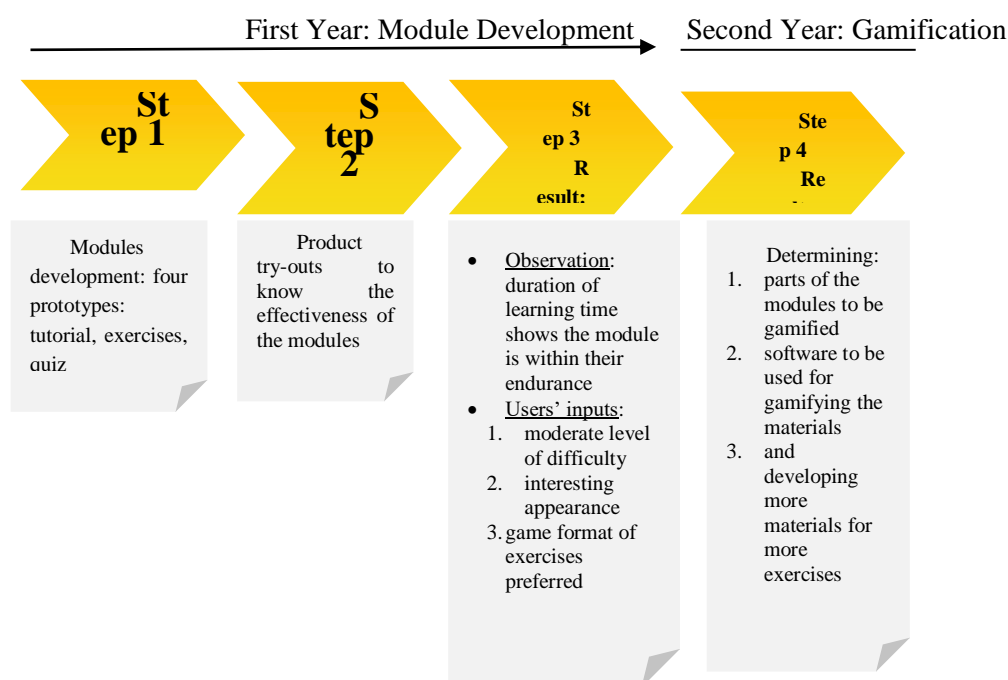 First Year: Module Development
Second Year: Gamification
St
ep 1
S
tep
2
St
ep 3
R
esult:
Ste
p 4
Re
Modules
development: four
prototypes:
tutorial, exercises,
quiz
Product
try-outs to
know the
effectiveness of
the modules
• Observation:
duration of
learning time
shows the module
is within their
endurance
• Users’ inputs:
1. moderate level
of difficulty
2. interesting
appearance
3. game format of
exercises
preferred
Determining:
1. parts of the
modules to be
gamified
2. software to be
used for
gamifying the
materials
3. and
developing
more
materials for
more
exercises